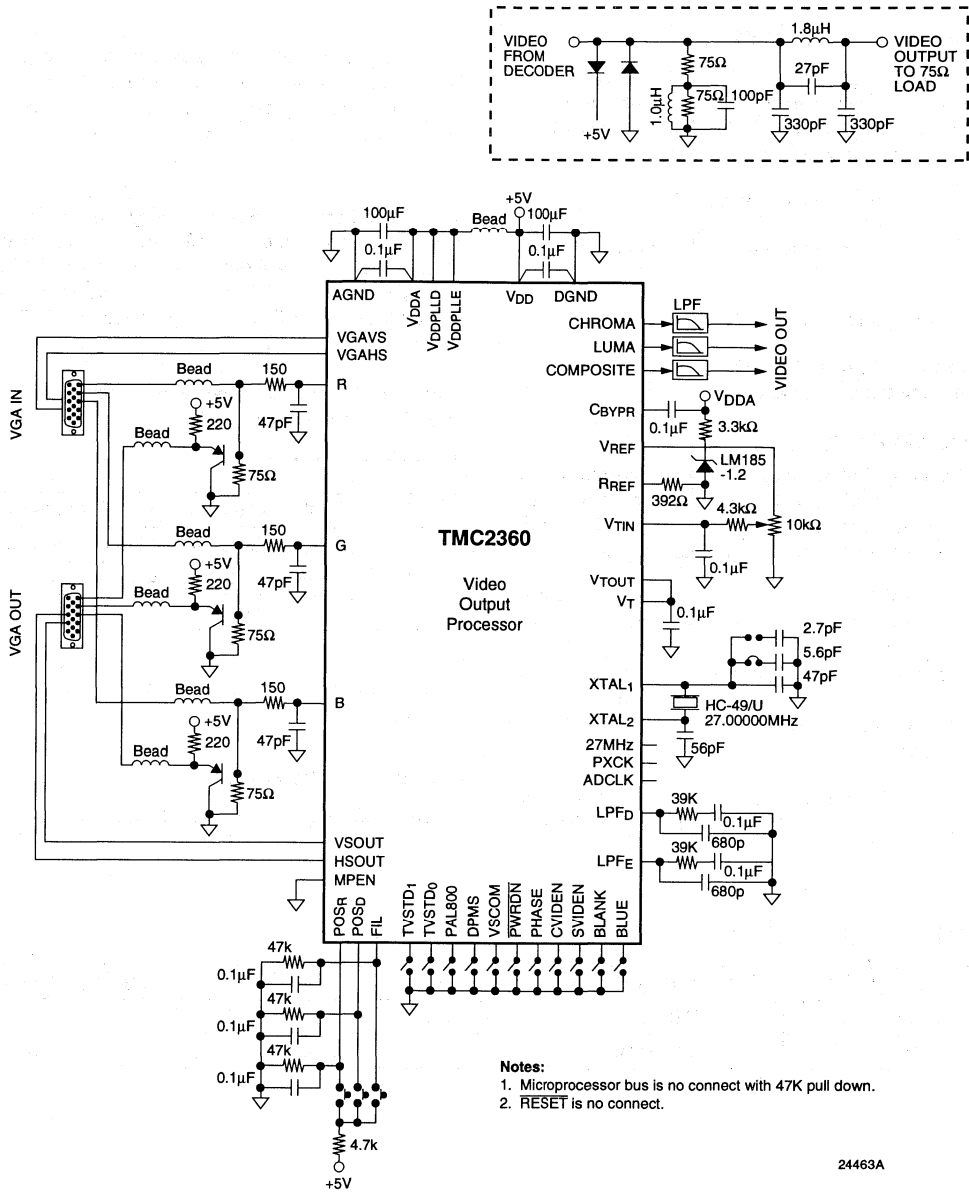 VIDEO FROM DECODER
75Ω
1.0μH
75Ω
100pF
+5V
1.8μH
27pF
330pF
330pF
VIDEO OUTPUT TO 75Ω LOAD
+5V
100μF
Bead
100μF
0.1μF
0.1μF
AGND
VDDA
VDDPLLD
VDDPLLE
VDD
DGND
VGAVS
VGAHS
VGA IN
Bead
150
R
+5V
220
47pF
Bead
75Ω
Bead
150
G
+5V
220
47pF
Bead
75Ω
VGA OUT
Bead
150
B
+5V
220
47pF
Bead
75Ω
VSOUT
HSOUT
MPEN
TMC2360
Video
Output
Processor
CHROMA
LUMA
COMPOSITE
LPF
VIDEO OUT
CBYPR
0.1μF
VDDA
3.3kΩ
VREF
LM185
-1.2
RREF
392Ω
VTIN
4.3kΩ
10kΩ
0.1μF
VTOUT
VT
0.1μF
2.7pF
5.6pF
47pF
XTAL1
HC-49/U
27.00000MHz
XTAL2
56pF
27MHz
PXCK
ADCLK
LPFD
39K
0.1μF
680p
LPFE
39K
0.1μF
680p
POSR
POSD
FIL
TVSTD1
TVSTD0
PAL800
DPMS
VSCOM
PWRDN
PHASE
CVIDEN
SVIDEN
BLANK
BLUE
47k
0.1μF
47k
0.1μF
47k
0.1μF
4.7k
+5V
Notes:
1. Microprocessor bus is no connect with 47K pull down.
2. RESET is no connect.
24463A